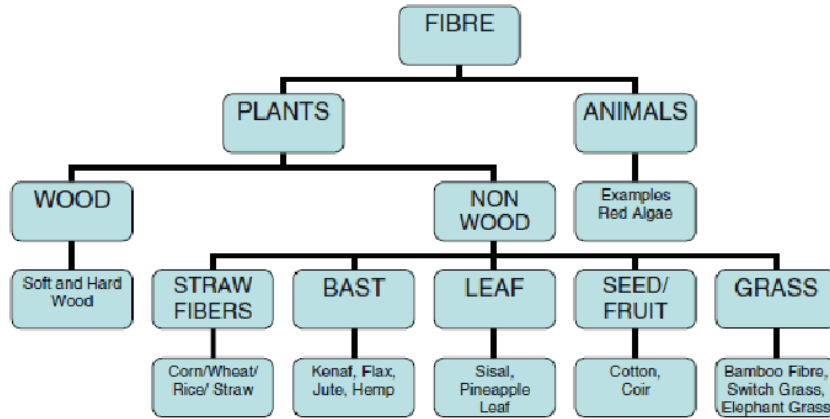 FIBRE
PLANTS
ANIMALS
WOOD
NON
WOOD
Examples
Red Algae
Soft and Hard
Wood
STRAW
FIBERS
BAST
LEAF
SEED/
FRUIT
GRASS
Corn/Wheat/
Rice/ Straw
Kenaf, Flax,
Jute, Hemp
Sisal,
Pineapple
Leaf
Cotton,
Coir
Bamboo Fibre,
Switch Grass,
Elephant Grass